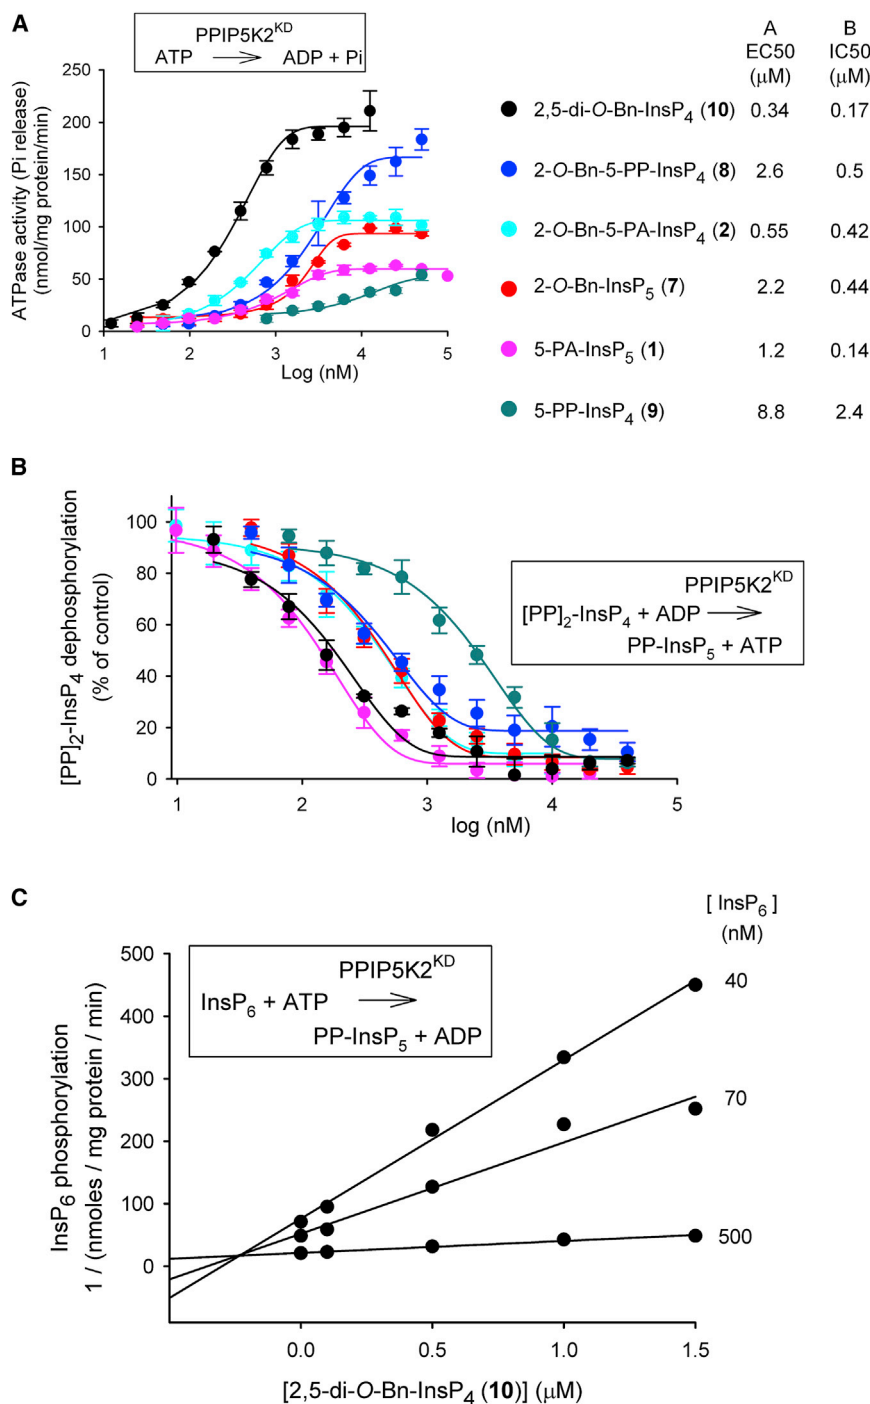 A
PPIP5K2^KD
ATP → ADP + Pi
A B
EC50 IC50
(μM) (μM)
ATPase activity (Pi release)
(nmol/mg protein/min)
250
200
150
100
50
0
1 2 3 4 5
Log (nM)
2,5-di-O-Bn-InsP4 (10) 0.34 0.17
2-O-Bn-5-PP-InsP4 (8) 2.6 0.5
2-O-Bn-5-PA-InsP4 (2) 0.55 0.42
2-O-Bn-InsP5 (7) 2.2 0.44
5-PA-InsP5 (1) 1.2 0.14
5-PP-InsP4 (9) 8.8 2.4
B
[PP]2-InsP4 dephosphorylation
(% of control)
100
80
60
40
20
0
1 2 3 4 5
log (nM)
PPIP5K2^KD
[PP]2-InsP4 + ADP →
PP-InsP5 + ATP
C
[ InsP6 ]
(nM)
InsP6 phosphorylation
1 / (nmoles / mg protein / min)
500
400
300
200
100
0
PPIP5K2^KD
InsP6 + ATP →
PP-InsP5 + ADP
40
70
500
0.0 0.5 1.0 1.5
[2,5-di-O-Bn-InsP4 (10)] (μM)